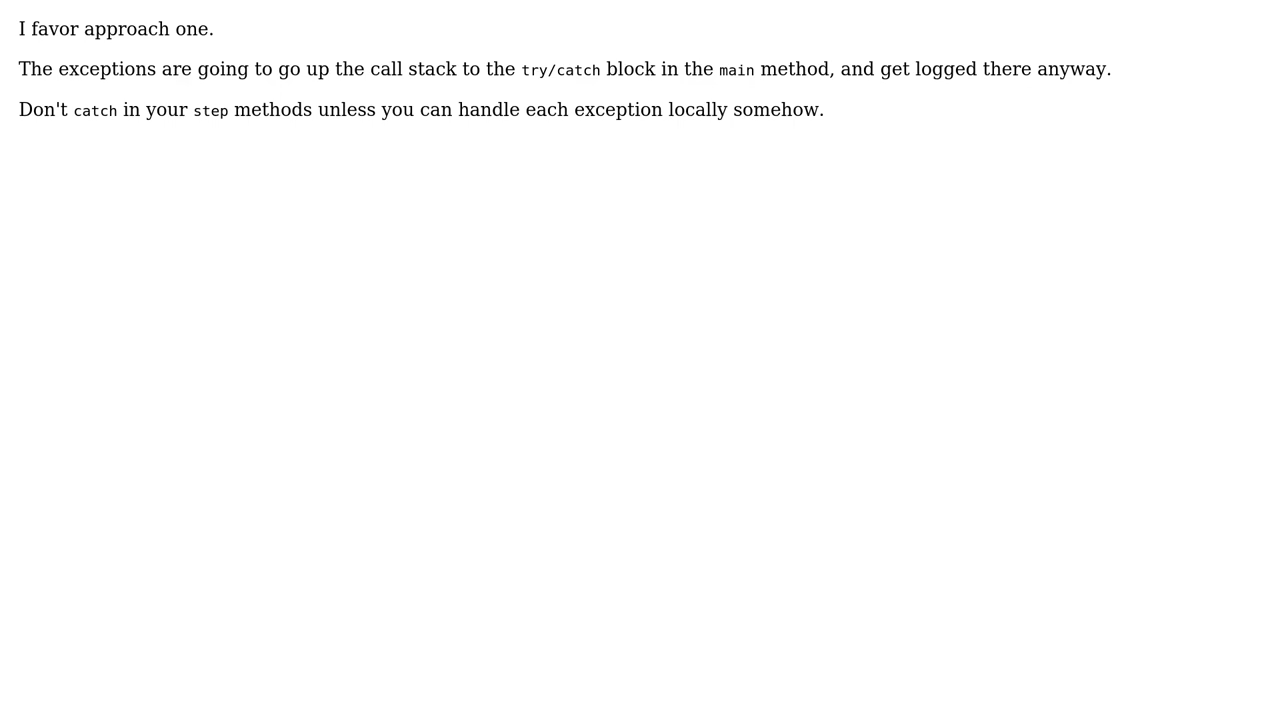 I favor approach one.
The exceptions are going to go up the call stack to the try/catch block in the main method, and get logged there anyway.
Don't catch in your step methods unless you can handle each exception locally somehow.